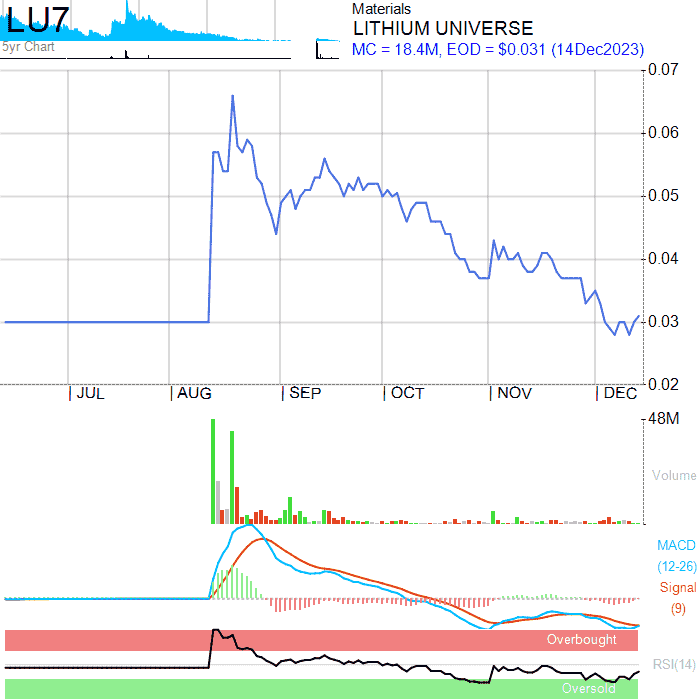 LU7
5yr Chart
Materials
LITHIUM UNIVERSE
MC = 18.4M, EOD = $0.031 (14Dec2023)
0.07
0.06
0.05
0.04
0.03
0.02
JUL AUG SEP OCT NOV DEC
48M
Volume
MACD
(12-26)
Signal
(9)
Overbought
RSI(14)
Oversold